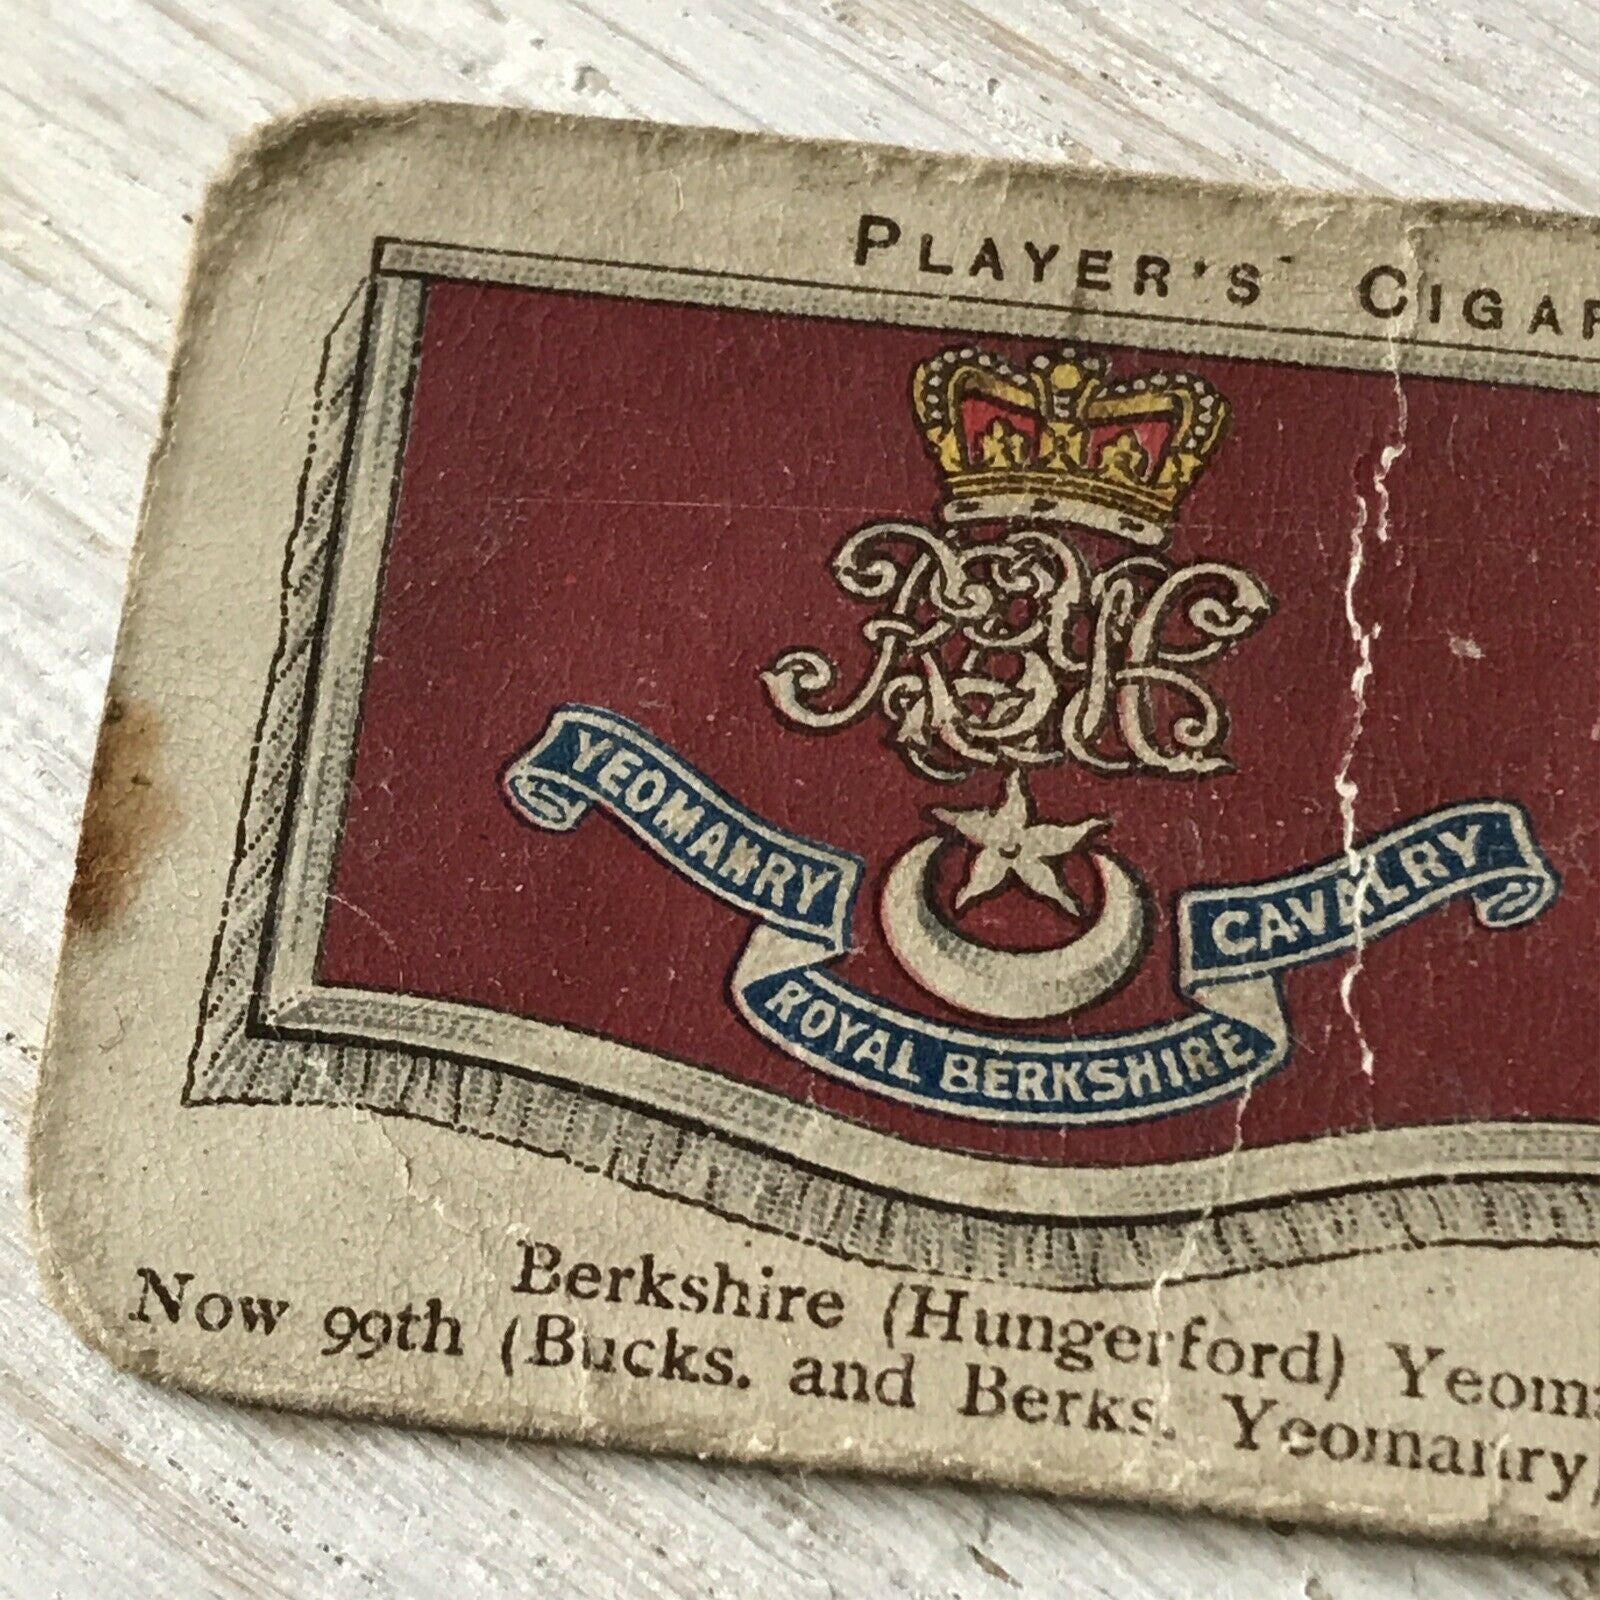 PLAYER'S CIGAR
YEOMANRY
CAVALRY
ROYAL BERKSHIRE
Berkshire (Hungerford) Yeom
Now 99th (Bucks. and Berks. Yeomanry)